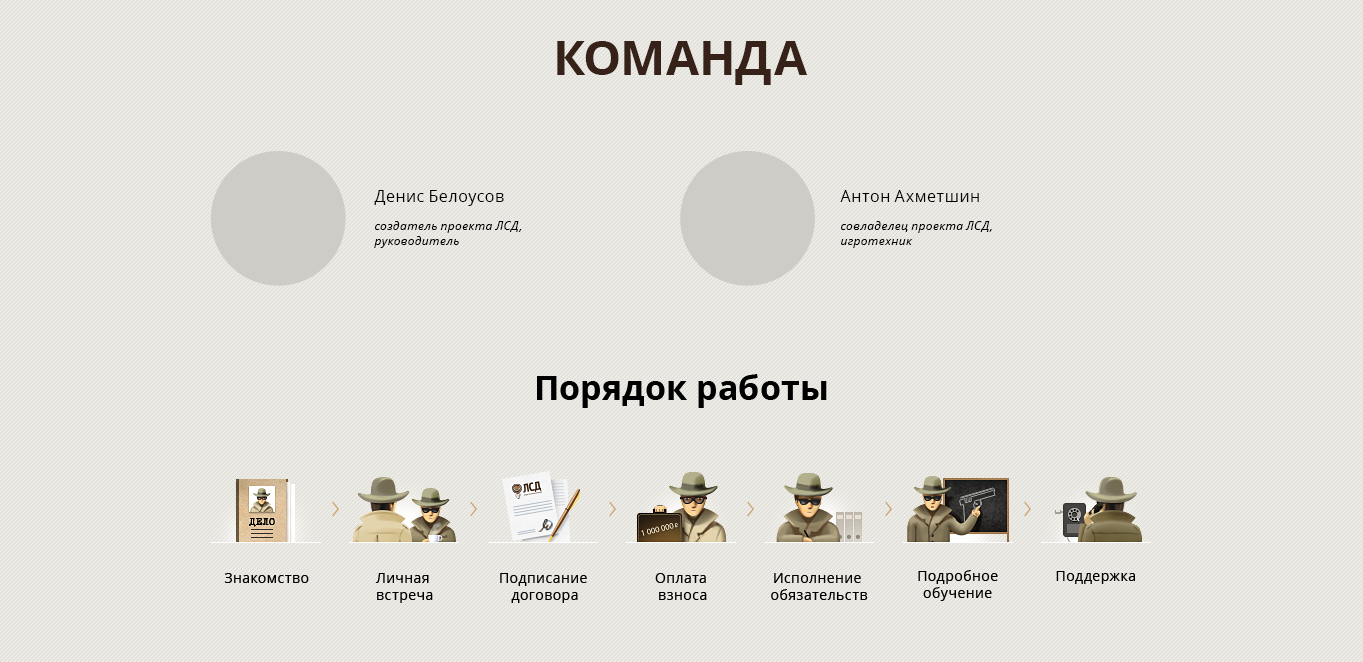 КОМАНДА
Денис Белоусов
создатель проекта ЛСД,
руководитель
Антон Ахметшин
совладелец проекта ЛСД,
игротехник
Порядок работы
ДЕЛО
ЛСД
1 000 000
Знакомство
Личная
встреча
Подписание
договора
Оплата
взноса
Исполнение
обязательств
Подробное
обучение
Поддержка